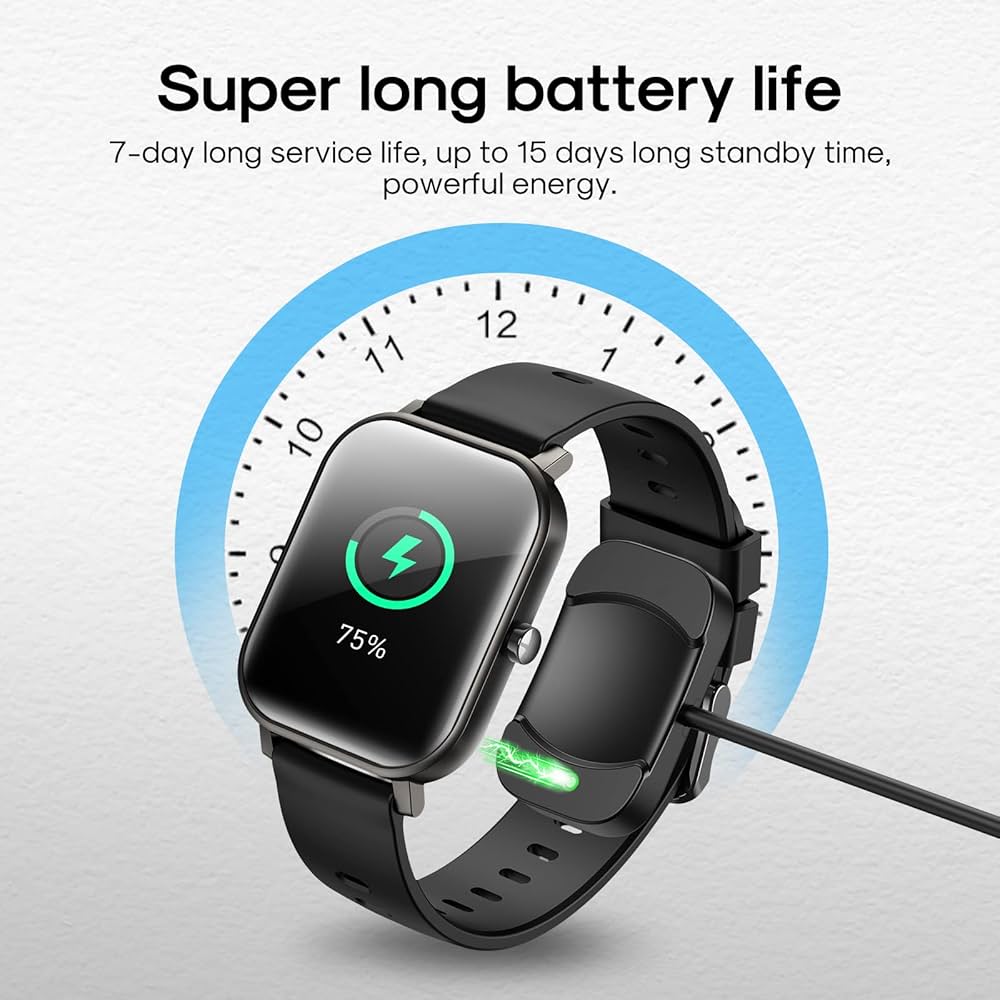 Super long battery life
7-day long service life, up to 15 days long standby time,
powerful energy.
12
11
1
10
75%